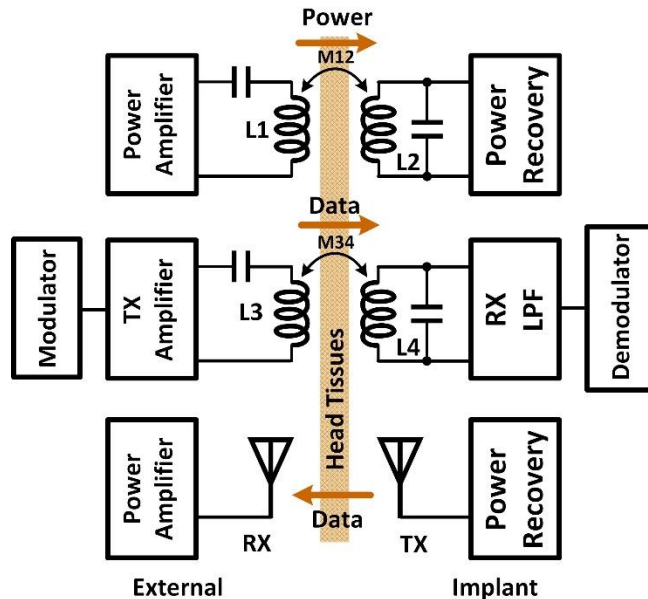 Power
M12
Power
Amplifier
L1
L2
Power
Recovery
Data
M34
Modulator
TX
Amplifier
L3
L4
RX
LPF
Demodulator
Head Tissues
Power
Amplifier
RX
Data
TX
Power
Recovery
External
Implant